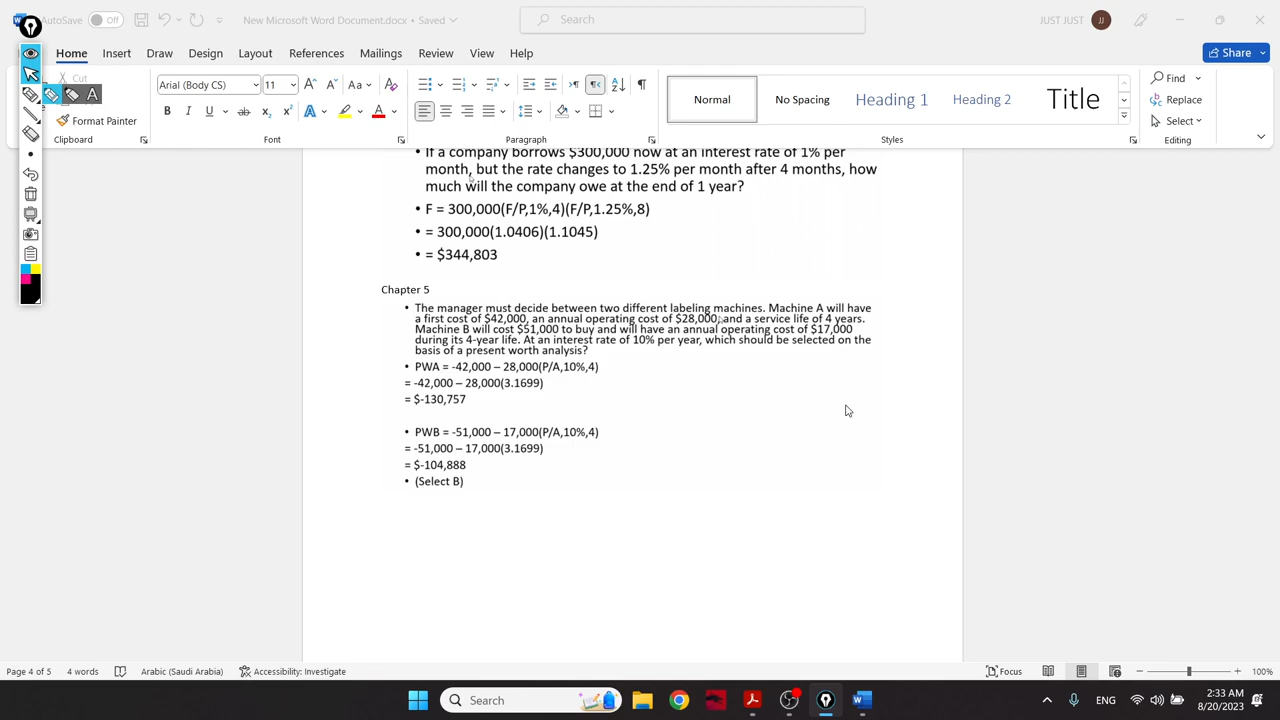 AutoSave Off New Microsoft Word Document.docx • Saved Search JUST JUST JJ
Home Insert Draw Design Layout References Mailings Review View Help Share
Cut Arial (Body CS) 11 Aa Normal No Spacing Heading 1 Heading 2 Title Find
Replace
Format Painter Select
Clipboard Font Paragraph Styles Editing
• If a company borrows $300,000 now at an interest rate of 1% per
month, but the rate changes to 1.25% per month after 4 months, how
much will the company owe at the end of 1 year?
• F = 300,000(F/P,1%,4)(F/P,1.25%,8)
• = 300,000(1.0406)(1.1045)
• = $344,803
Chapter 5
• The manager must decide between two different labeling machines. Machine A will have
a first cost of $42,000, an annual operating cost of $28,000, and a service life of 4 years.
Machine B will cost $51,000 to buy and will have an annual operating cost of $17,000
during its 4-year life. At an interest rate of 10% per year, which should be selected on the
basis of a present worth analysis?
• PWA = -42,000 – 28,000(P/A,10%,4)
= -42,000 – 28,000(3.1699)
= $-130,757
• PWB = -51,000 – 17,000(P/A,10%,4)
= -51,000 – 17,000(3.1699)
= $-104,888
• (Select B)
Page 4 of 5 4 words Arabic (Saudi Arabia) Accessibility: Investigate Focus 100%
Search ENG 2:33 AM
8/20/2023